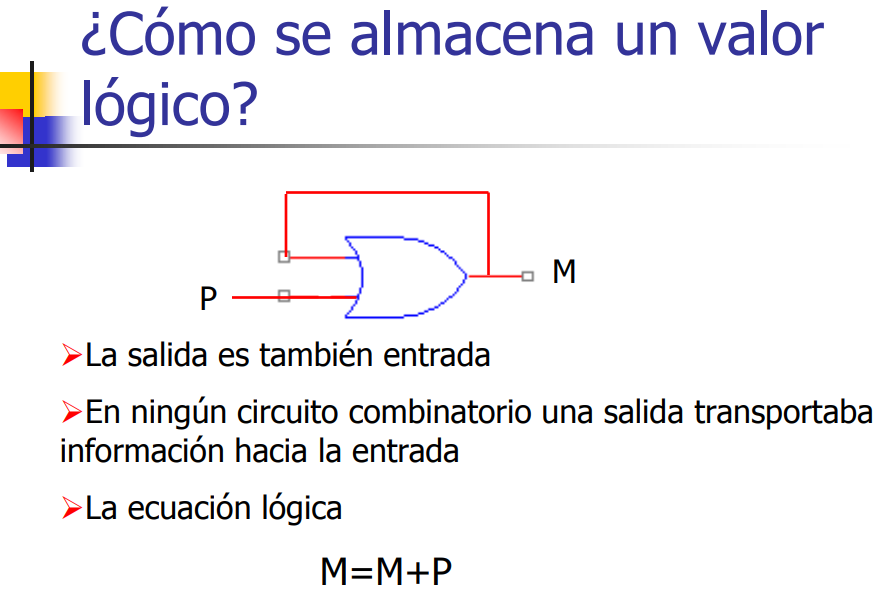 ¿Cómo se almacena un valor
lógico?
M
P
➢La salida es también entrada
➢En ningún circuito combinatorio una salida transportaba
información hacia la entrada
➢La ecuación lógica
M=M+P